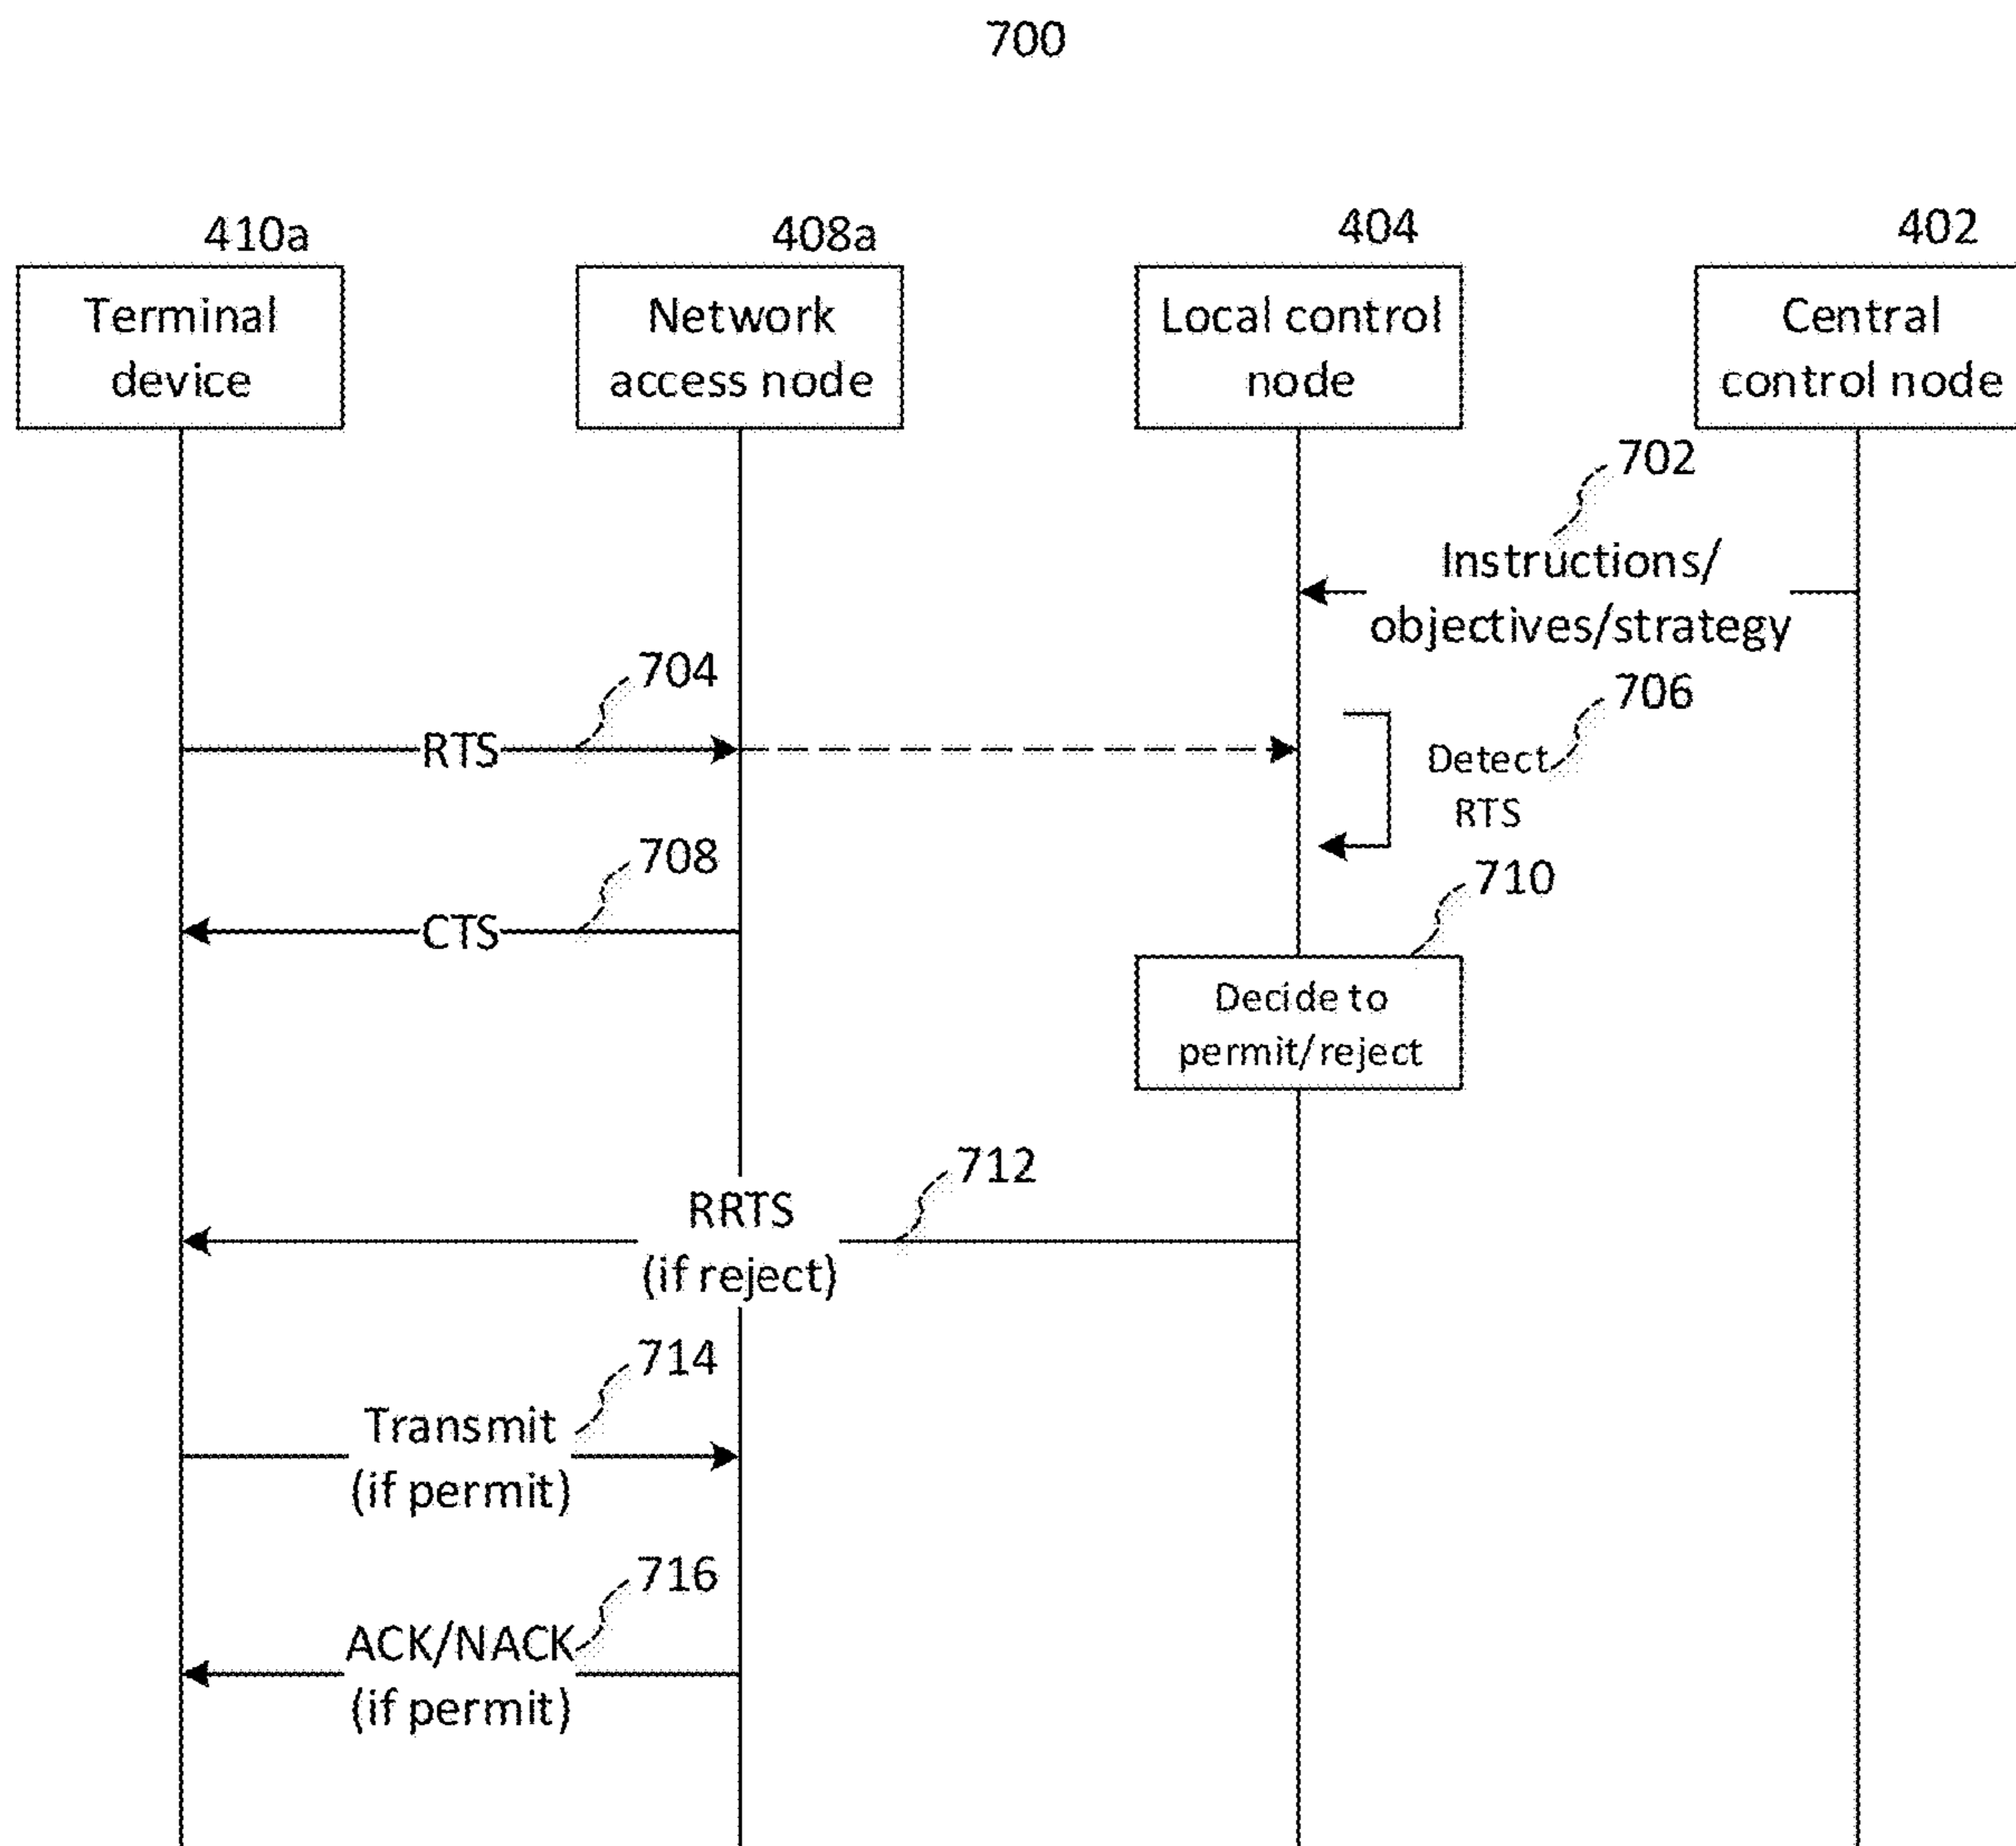 700
410a
408a
404
402
Terminal
device
Network
access node
Local control
node
Central
control node
702
Instructions/
objectives/strategy
704
RTS
706
Detect
RTS
708
CTS
710
Decide to
permit/reject
712
RRTS
(if reject)
714
Transmit
(if permit)
716
ACK/NACK
(if permit)